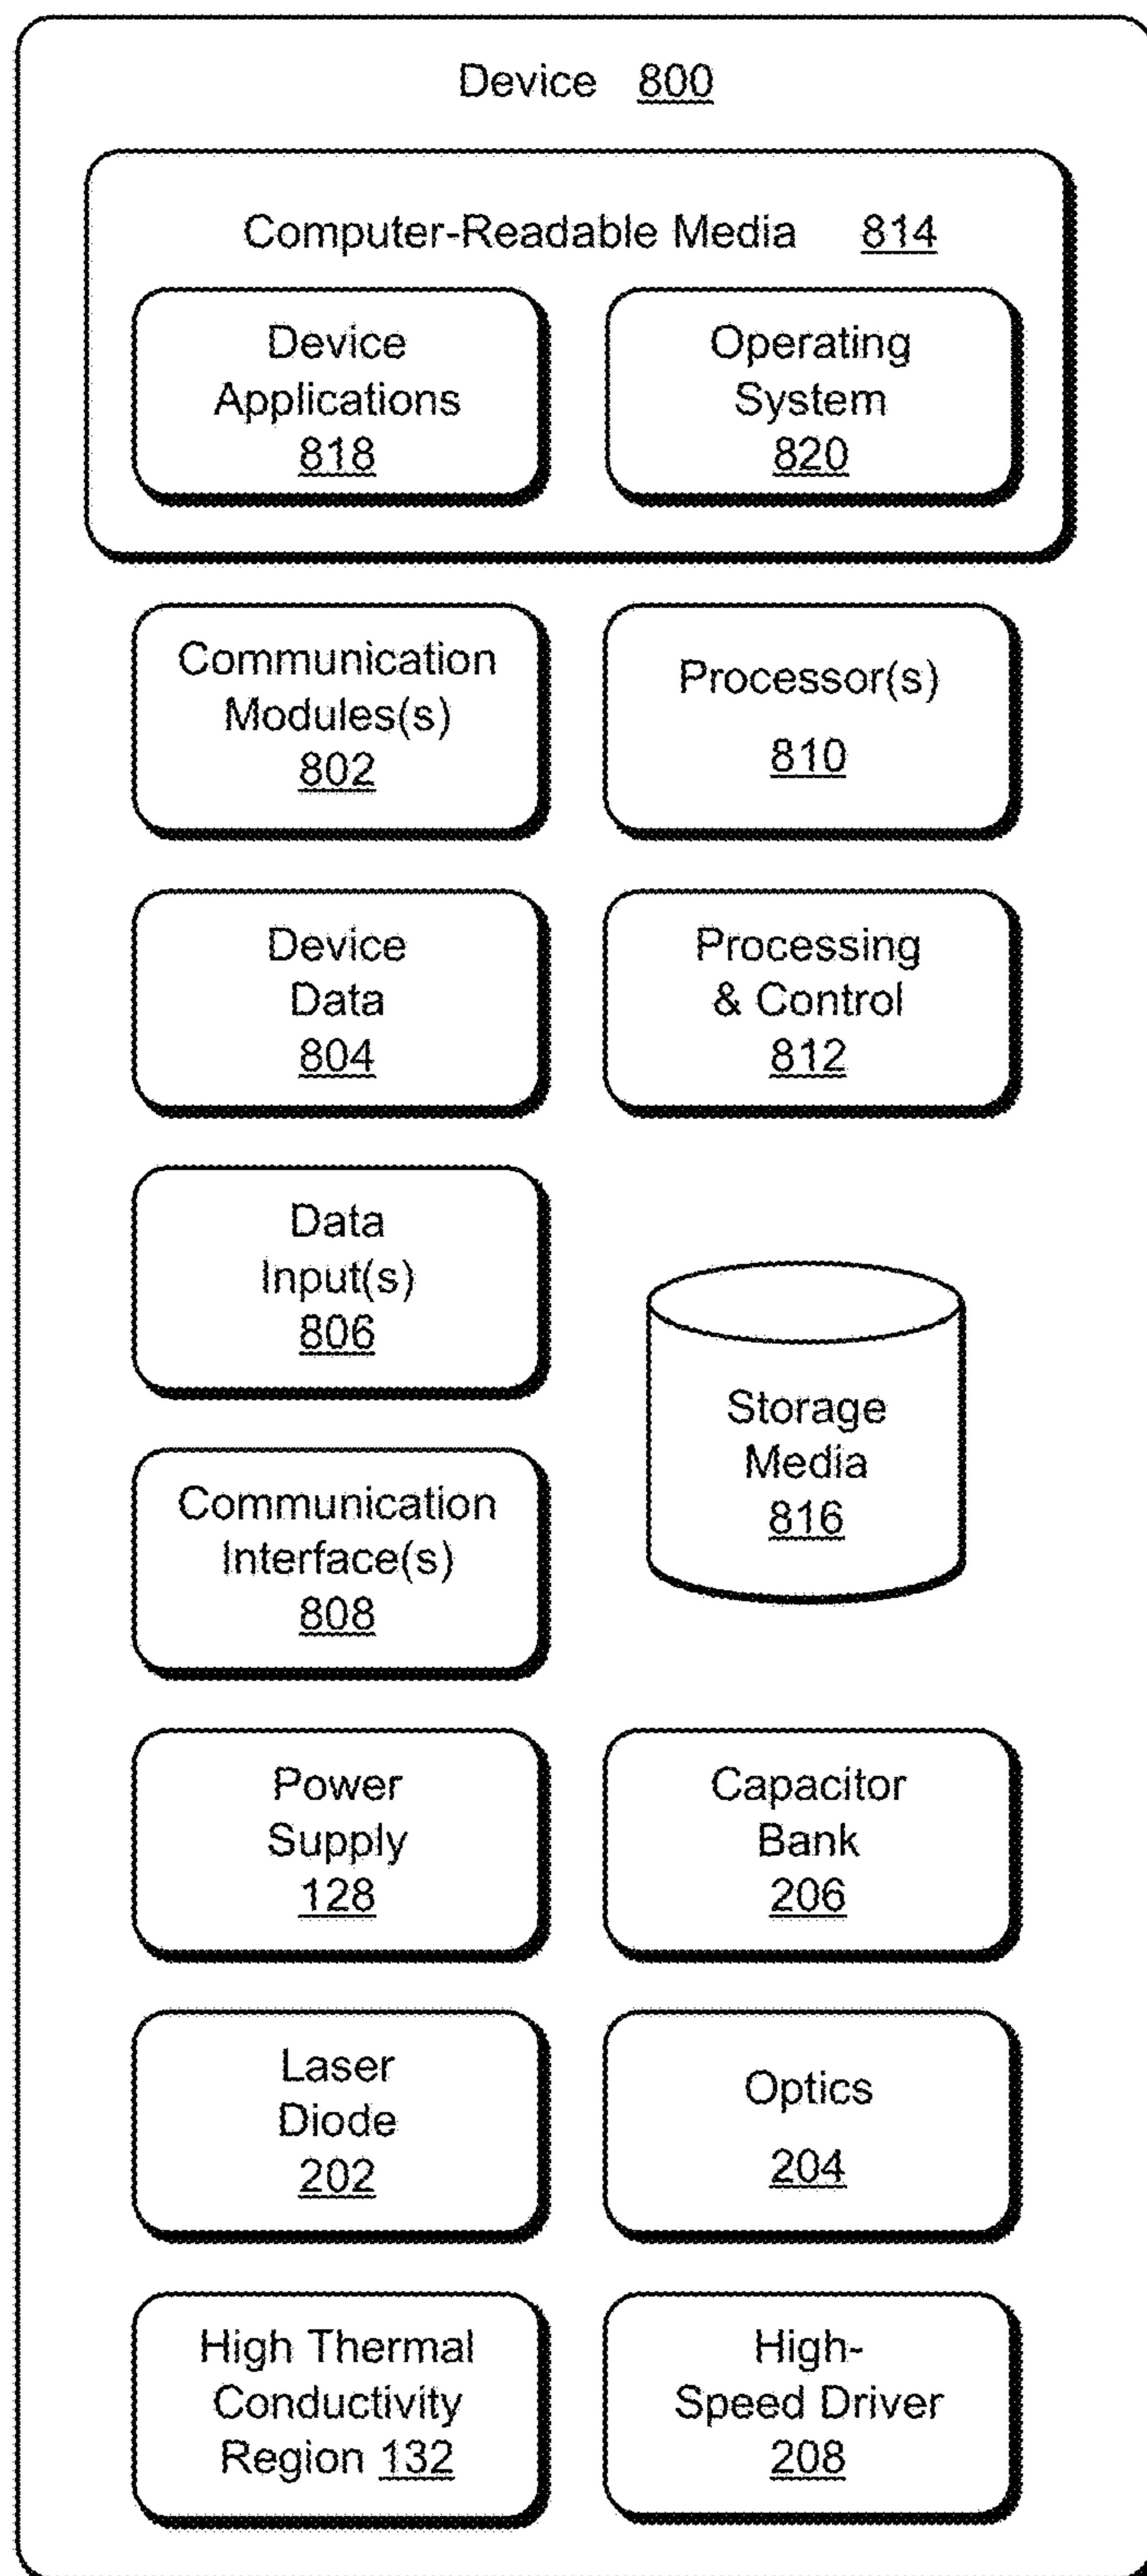 Device 800
Computer-Readable Media 814
Device
Applications
818
Operating
System
820
Communication
Modules(s)
802
Processor(s)
810
Device
Data
804
Processing
& Control
812
Data
Input(s)
806
Storage
Media
816
Communication
Interface(s)
808
Power
Supply
128
Capacitor
Bank
206
Laser
Diode
202
Optics
204
High Thermal
Conductivity
Region 132
High-
Speed Driver
208